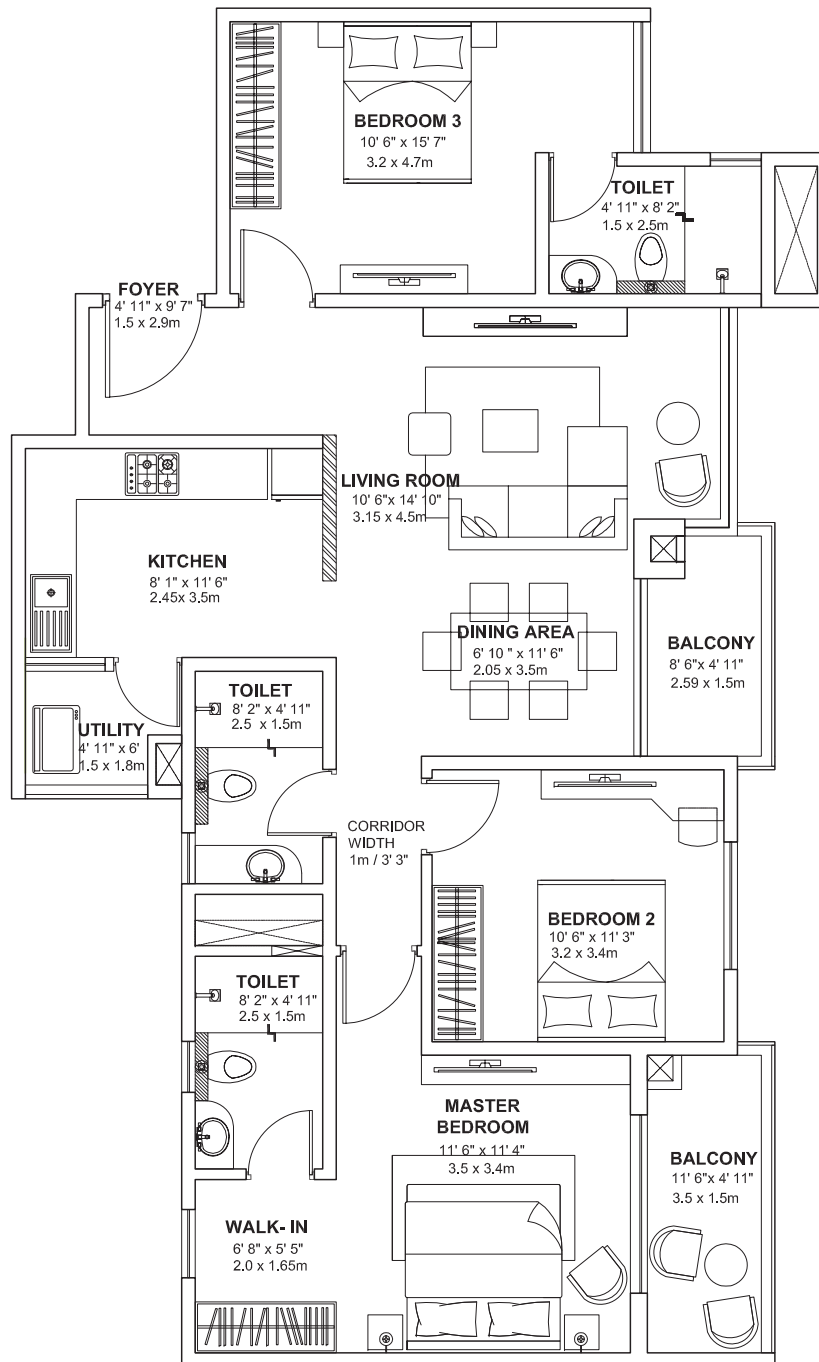 BEDROOM 3
10' 6" x 15' 7"
3.2 x 4.7m
TOILET
4' 11" x 8' 2"
1.5 x 2.5m
FOYER
4' 11" x 9' 7"
1.5 x 2.9m
LIVING ROOM
10' 6"x 14' 10"
3.15 x 4.5m
KITCHEN
8' 1" x 11' 6"
2.45x 3.5m
DINING AREA
6' 10 " x 11' 6"
2.05 x 3.5m
BALCONY
8' 6"x 4' 11"
2.59 x 1.5m
TOILET
8' 2" x 4' 11"
2.5 x 1.5m
UTILITY
4' 11" x 6'
1.5 x 1.8m
CORRIDOR
WIDTH
1m / 3' 3"
BEDROOM 2
10' 6" x 11' 3"
3.2 x 3.4m
TOILET
8' 2" x 4' 11"
2.5 x 1.5m
MASTER
BEDROOM
11' 6" x 11' 4"
3.5 x 3.4m
BALCONY
11' 6"x 4' 11"
3.5 x 1.5m
WALK- IN
6' 8" x 5' 5"
2.0 x 1.65m